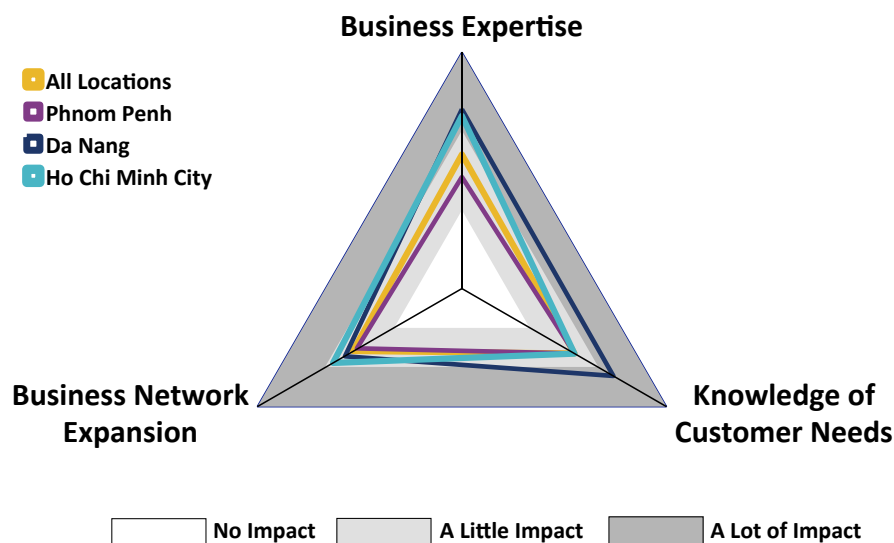 Business Expertise
All Locations
Phnom Penh
Da Nang
Ho Chi Minh City
Business Network
Expansion
Knowledge of
Customer Needs
No Impact
A Little Impact
A Lot of Impact